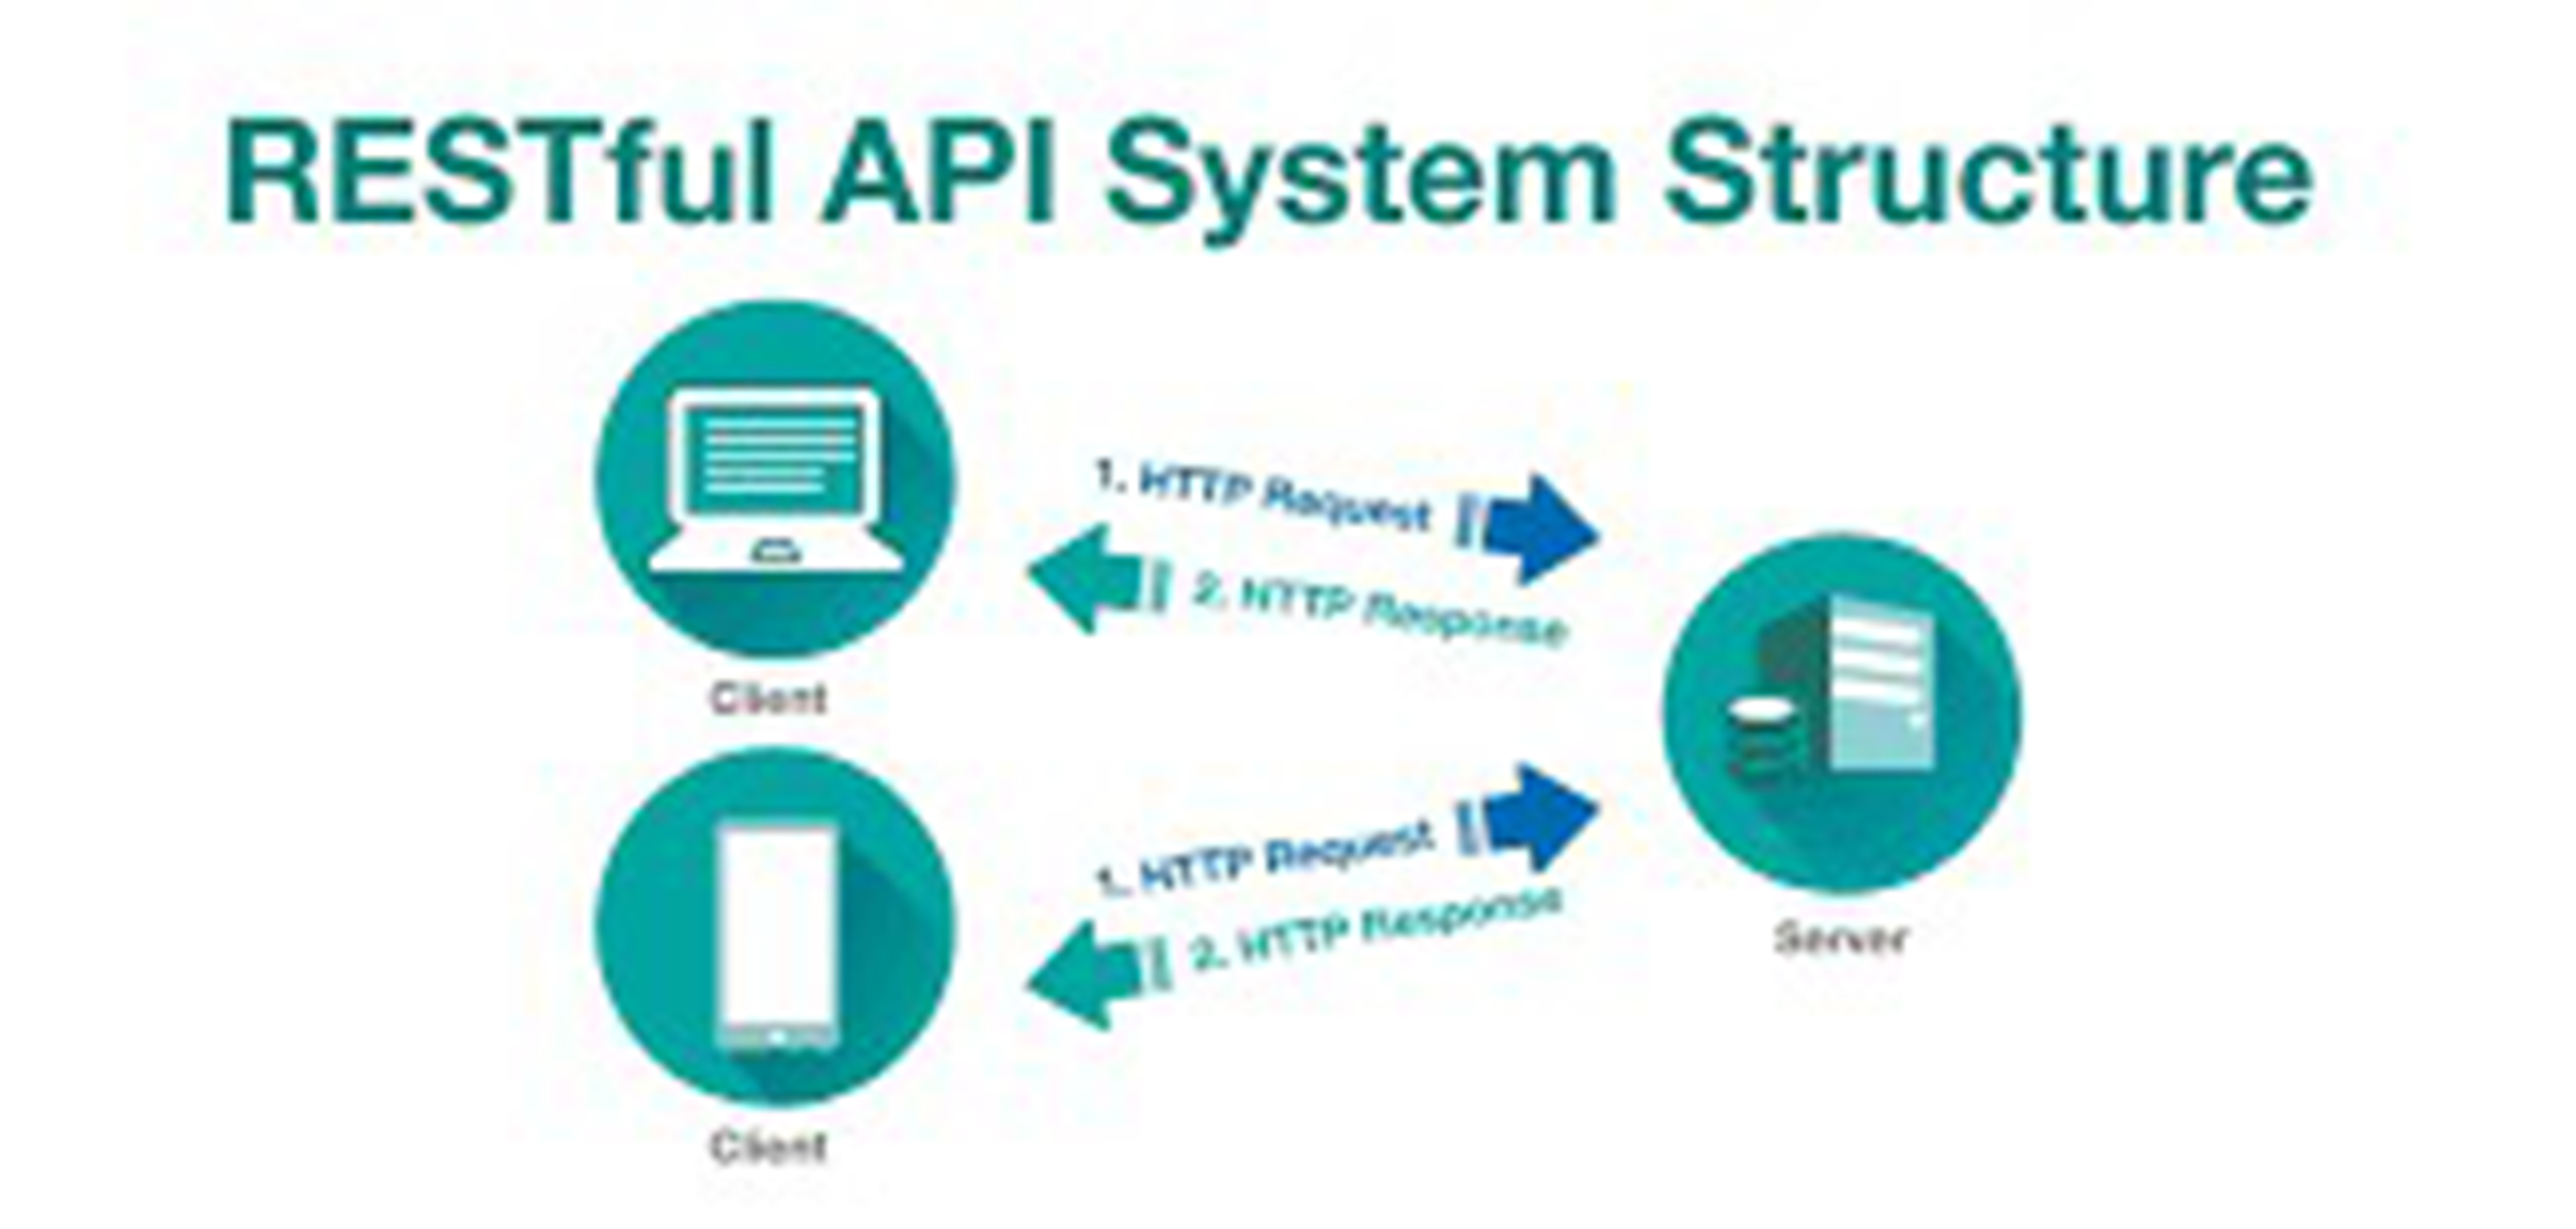 RESTful API System Structure
1. HTTP Request
2. HTTP Response
Client
1. HTTP Request
2. HTTP Response
Server
Client